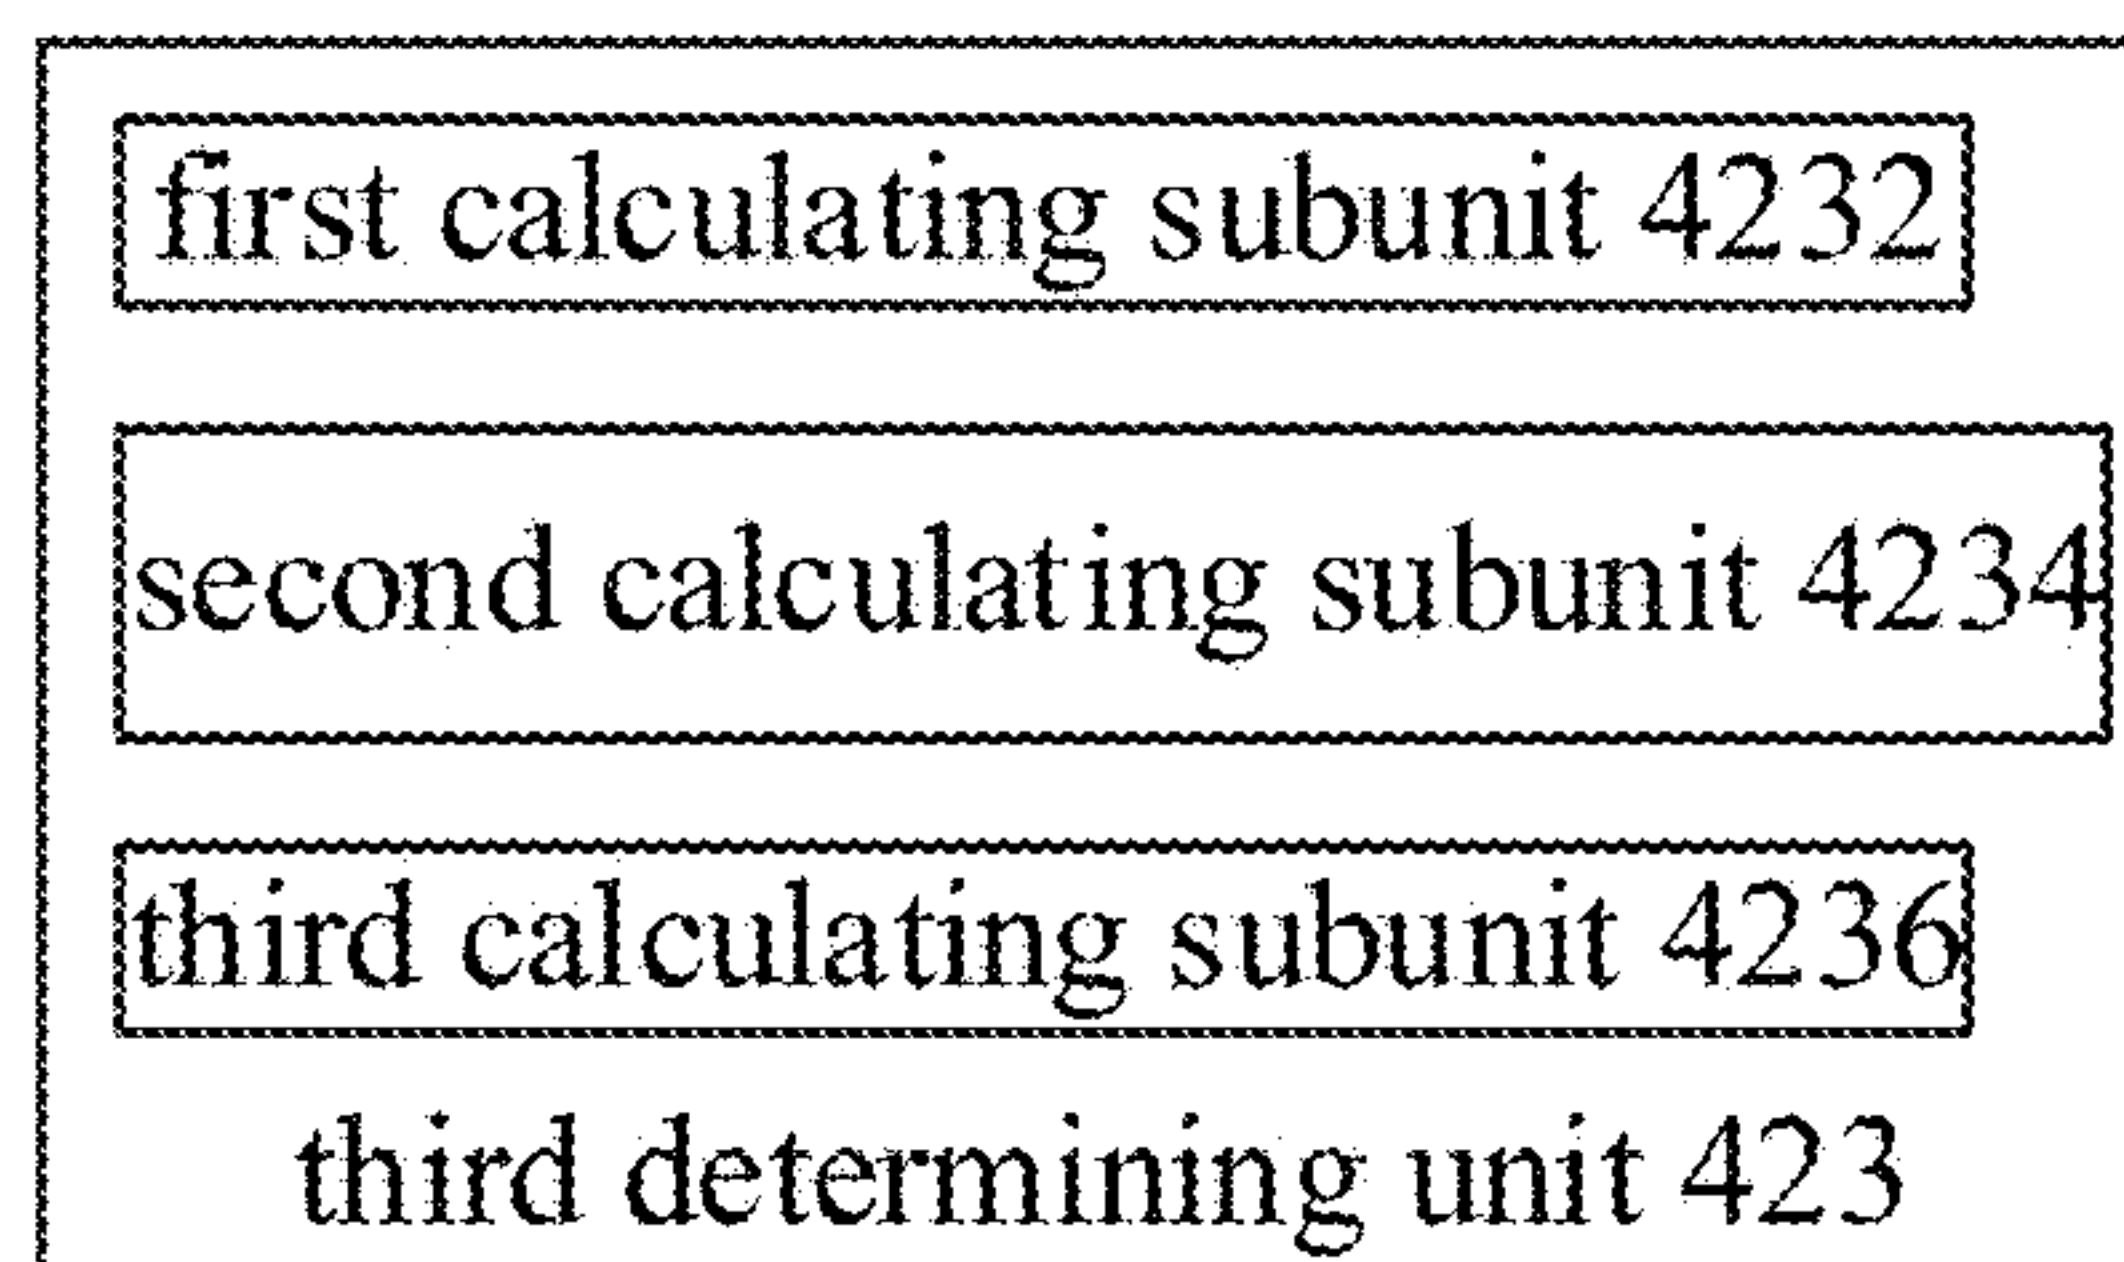 first calculating subunit 4232
second calculating subunit 4234
third calculating subunit 4236
third determining unit 423